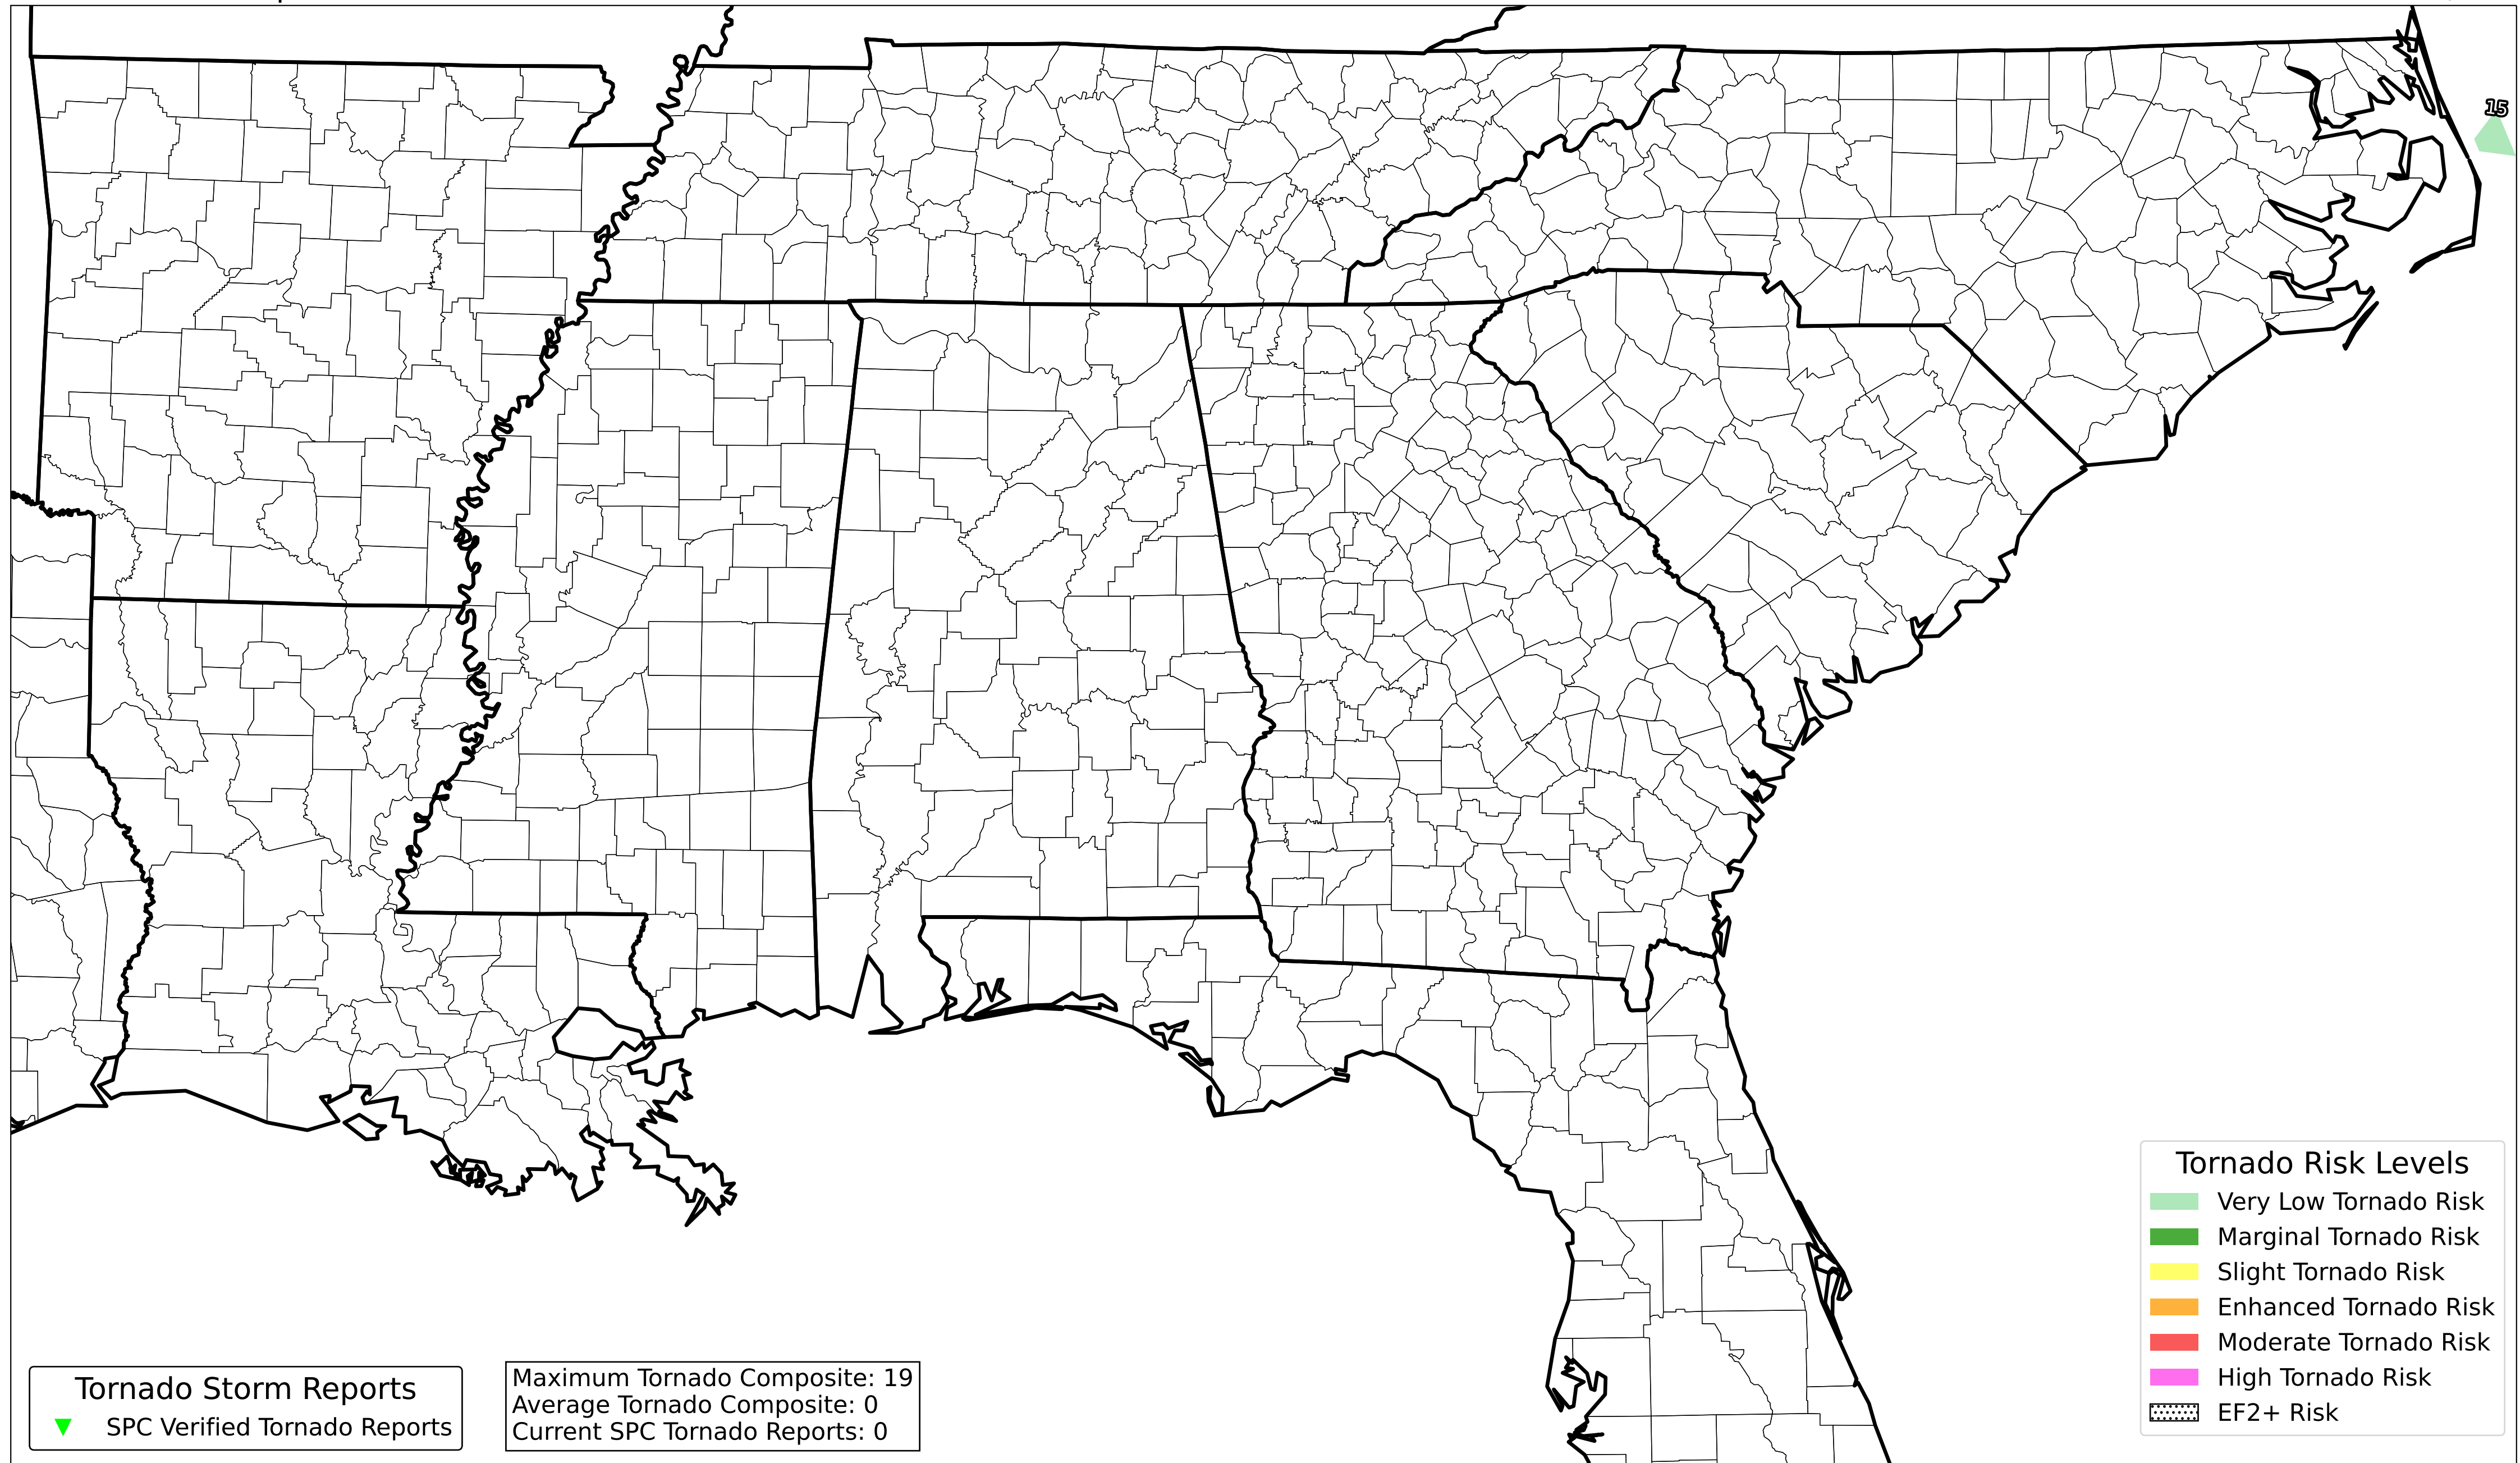 15
Tornado Risk Levels
Very Low Tornado Risk
Marginal Tornado Risk
Slight Tornado Risk
Enhanced Tornado Risk
Moderate Tornado Risk
High Tornado Risk
EF2+ Risk
Tornado Storm Reports
SPC Verified Tornado Reports
Maximum Tornado Composite: 19
Average Tornado Composite: 0
Current SPC Tornado Reports: 0